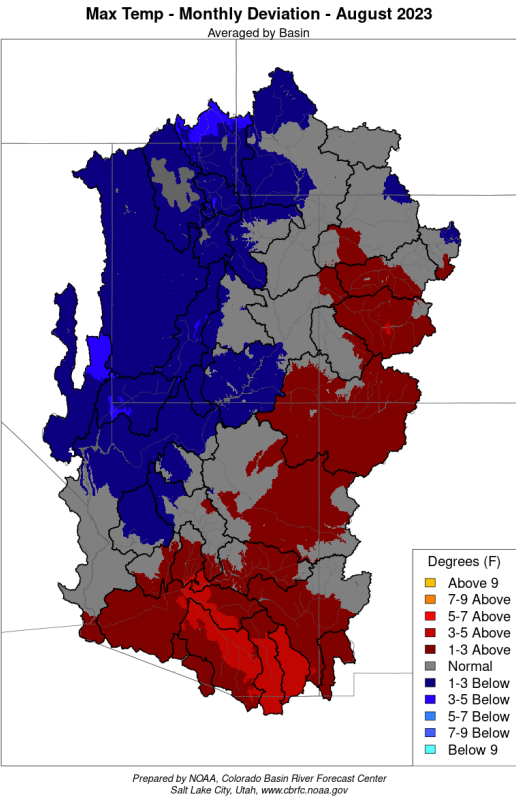 Max Temp - Monthly Deviation - August 2023
Averaged by Basin
Degrees (F)
Above 9
7-9 Above
5-7 Above
3-5 Above
1-3 Above
Normal
1-3 Below
3-5 Below
5-7 Below
7-9 Below
Below 9
Prepared by NOAA, Colorado Basin River Forecast Center
Salt Lake City, Utah, www.cbrfc.noaa.gov